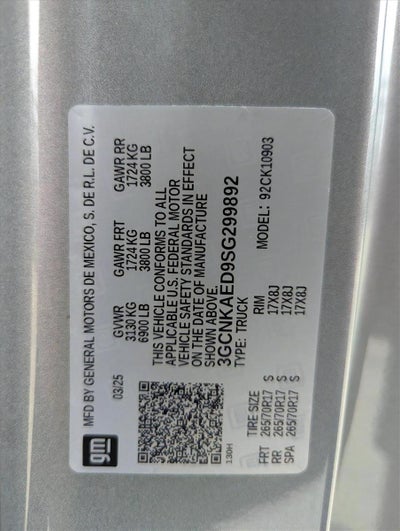 gm
MFD BY GENERAL MOTORS DE MEXICO, S. DE R.L. DE C.V.
03/25
GVWR GAWR FRT GAWR RR
3130 KG 1724 KG 1724 KG
6900 LB 3800 LB 3800 LB
THIS VEHICLE CONFORMS TO ALL
APPLICABLE U.S. FEDERAL MOTOR
VEHICLE SAFETY STANDARDS IN EFFECT
ON THE DATE OF MANUFACTURE
SHOWN ABOVE.
3GCNKAED9SG299892
TYPE: TRUCK MODEL: 92CK10903
130H
TIRE SIZE RIM
FRT 265/70R17 S 17X8J
RR 265/70R17 S 17X8J
SPA 265/70R17 S 17X8J